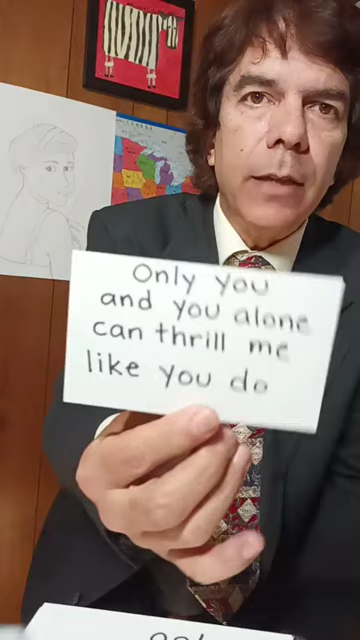 Only you
and you alone
can thrill me
like you do